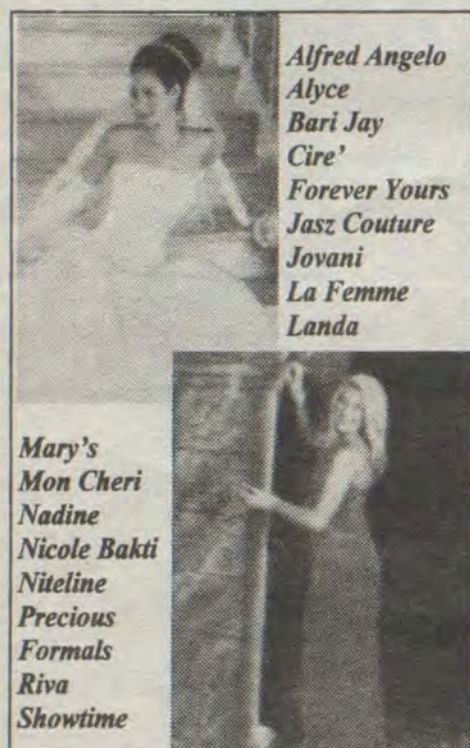 Alfred Angelo
Alyce
Bari Jay
Cire'
Forever Yours
Jasz Couture
Jovani
La Femme
Landa
Mary's
Mon Cheri
Nadine
Nicole Bakti
Niteline
Precious
Formals
Riva
Showtime